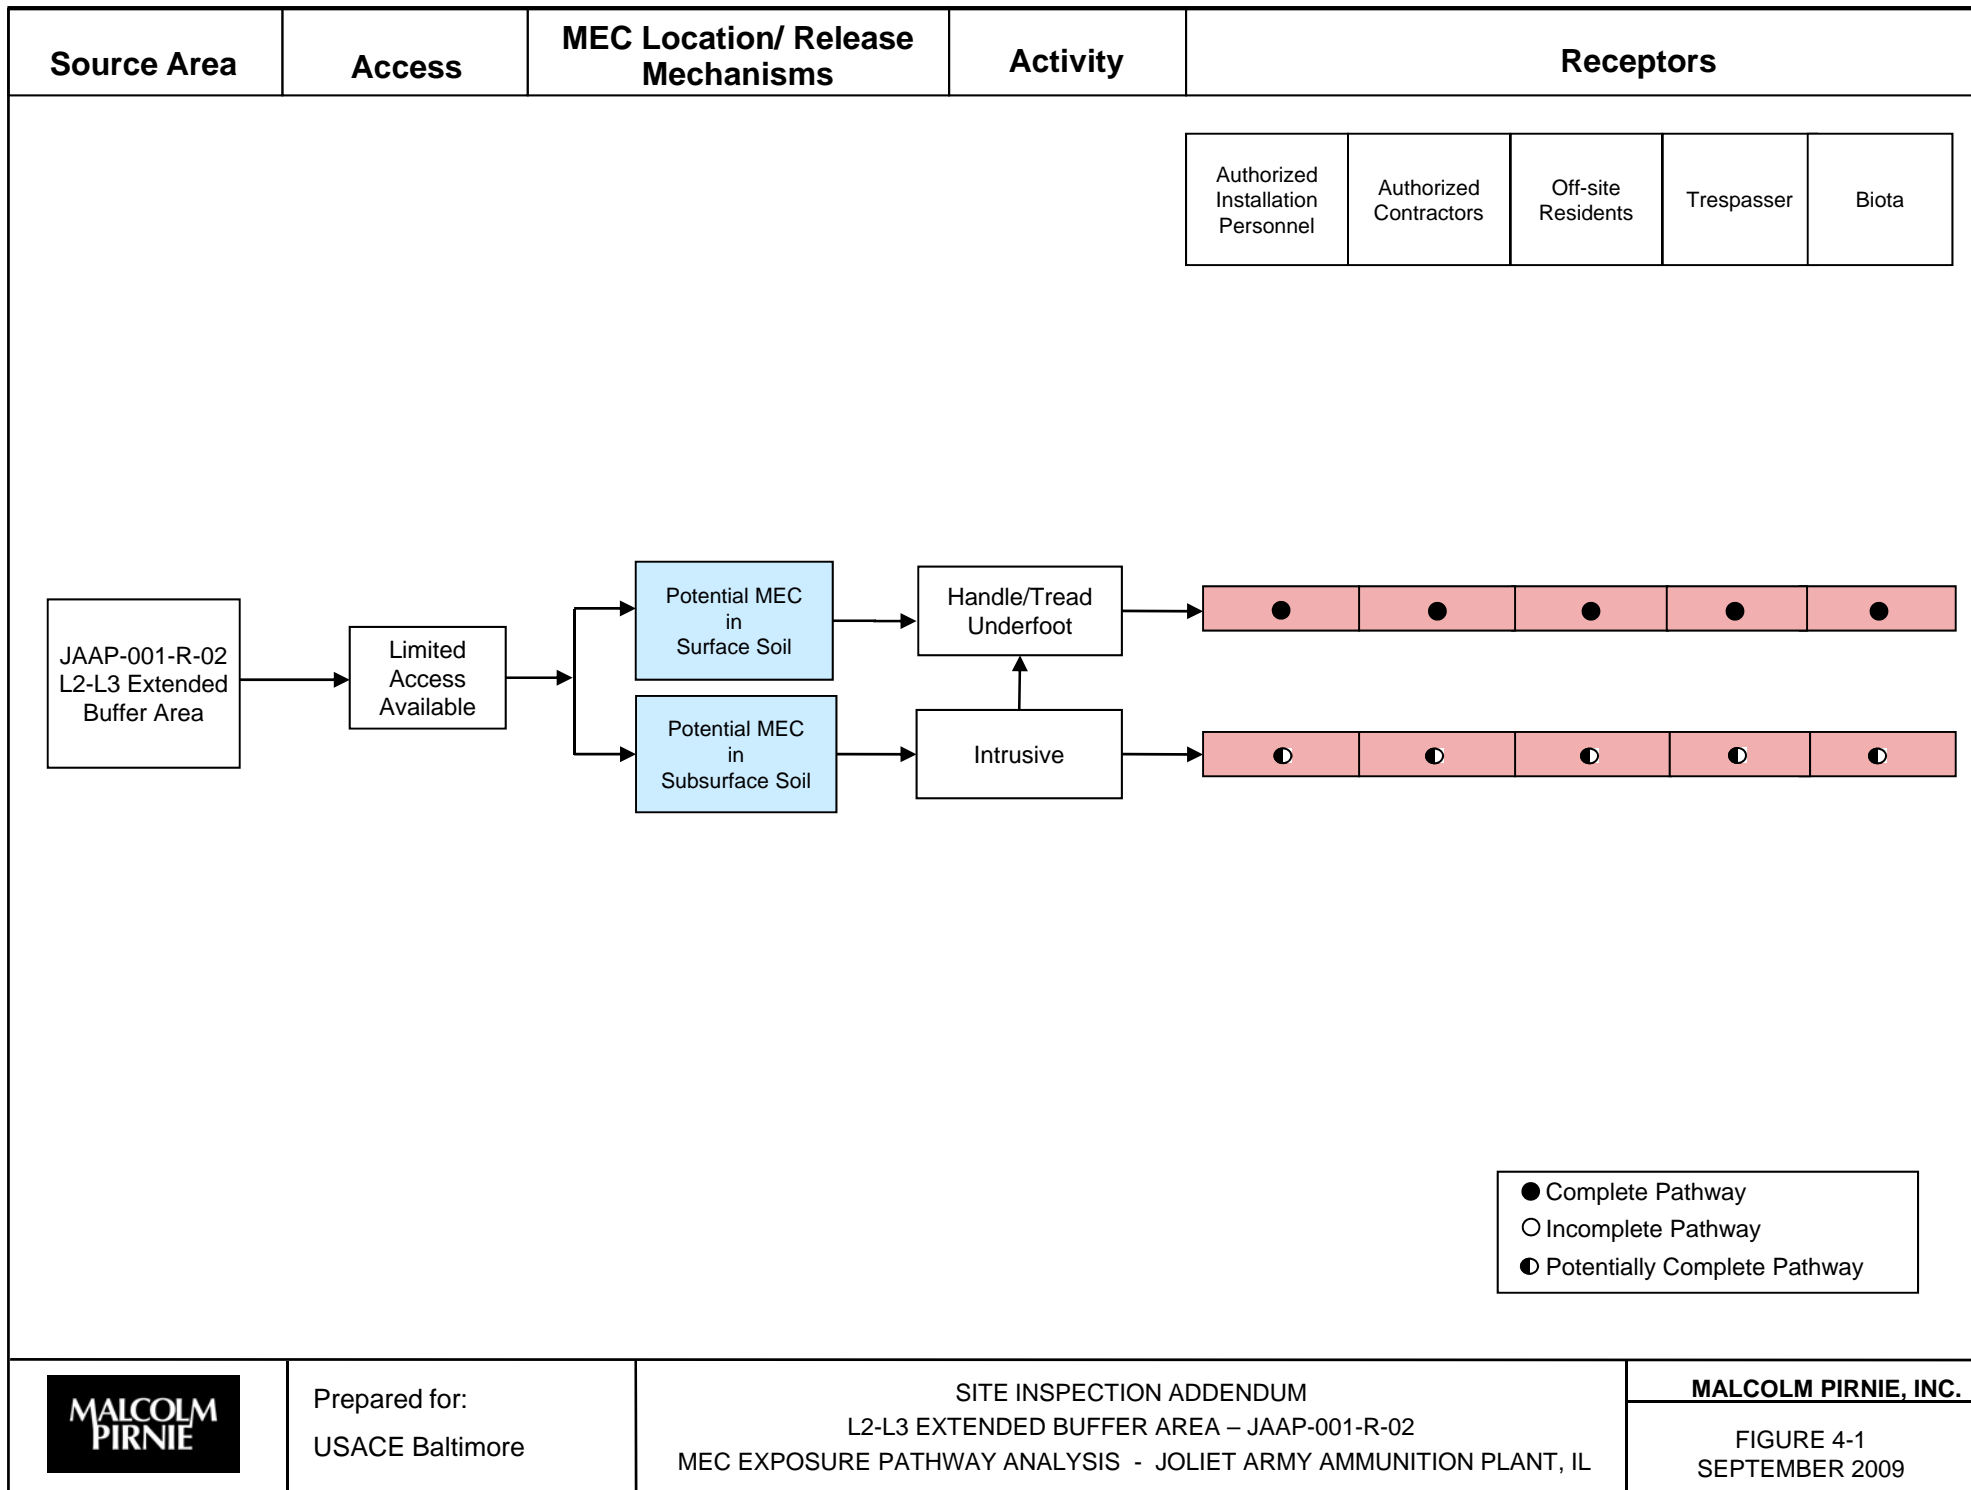 Source Area
Access
MEC Location/ Release
Mechanisms
Activity
Receptors
Authorized
Installation
Personnel
Authorized
Contractors
Off-site
Residents
Trespasser
Biota
JAAP-001-R-02
L2-L3 Extended
Buffer Area
Limited
Access
Available
Potential MEC
in
Surface Soil
Handle/Tread
Underfoot
Potential MEC
in
Subsurface Soil
Intrusive
Complete Pathway
Incomplete Pathway
Potentially Complete Pathway
MALCOLM
PIRNIE
Prepared for:
USACE Baltimore
SITE INSPECTION ADDENDUM
L2-L3 EXTENDED BUFFER AREA – JAAP-001-R-02
MEC EXPOSURE PATHWAY ANALYSIS - JOLIET ARMY AMMUNITION PLANT, IL
MALCOLM PIRNIE, INC.
FIGURE 4-1
SEPTEMBER 2009